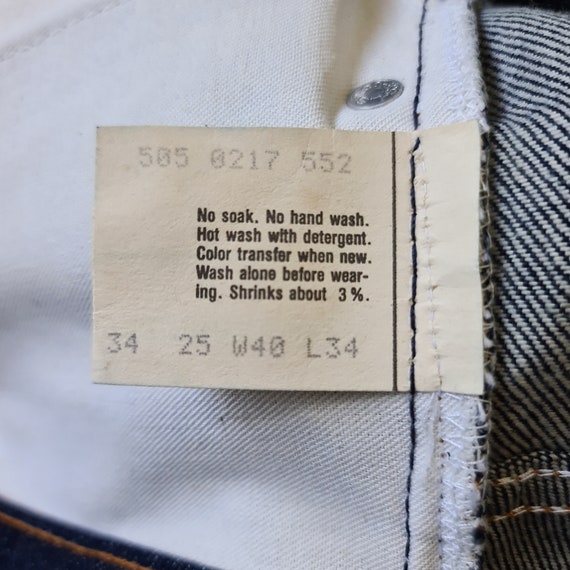 505 0217 552
No soak. No hand wash.
Hot wash with detergent.
Color transfer when new.
Wash alone before wear-
ing. Shrinks about 3%.
34 25 W40 L34